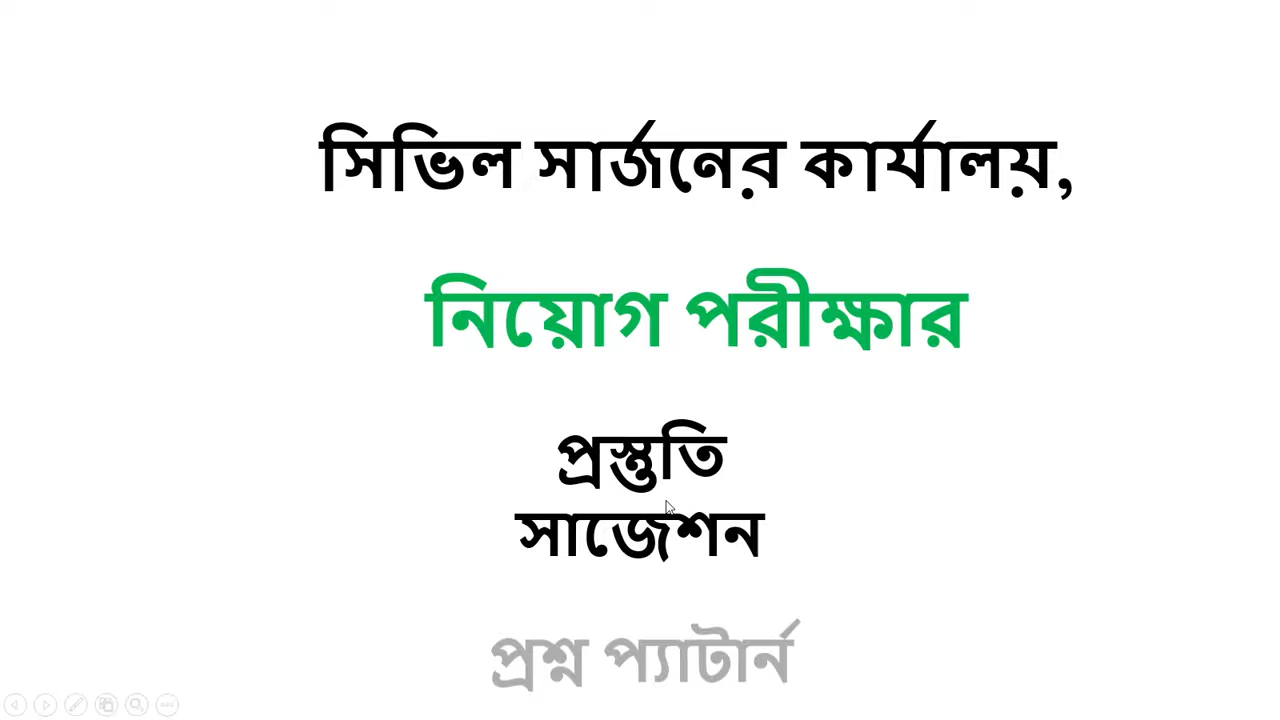 সিভিল সার্জনের কার্যালয়,
নিয়োগ পরীক্ষার
প্রস্তুতি
সাজেশন
প্রশ্ন প্যাটার্ন